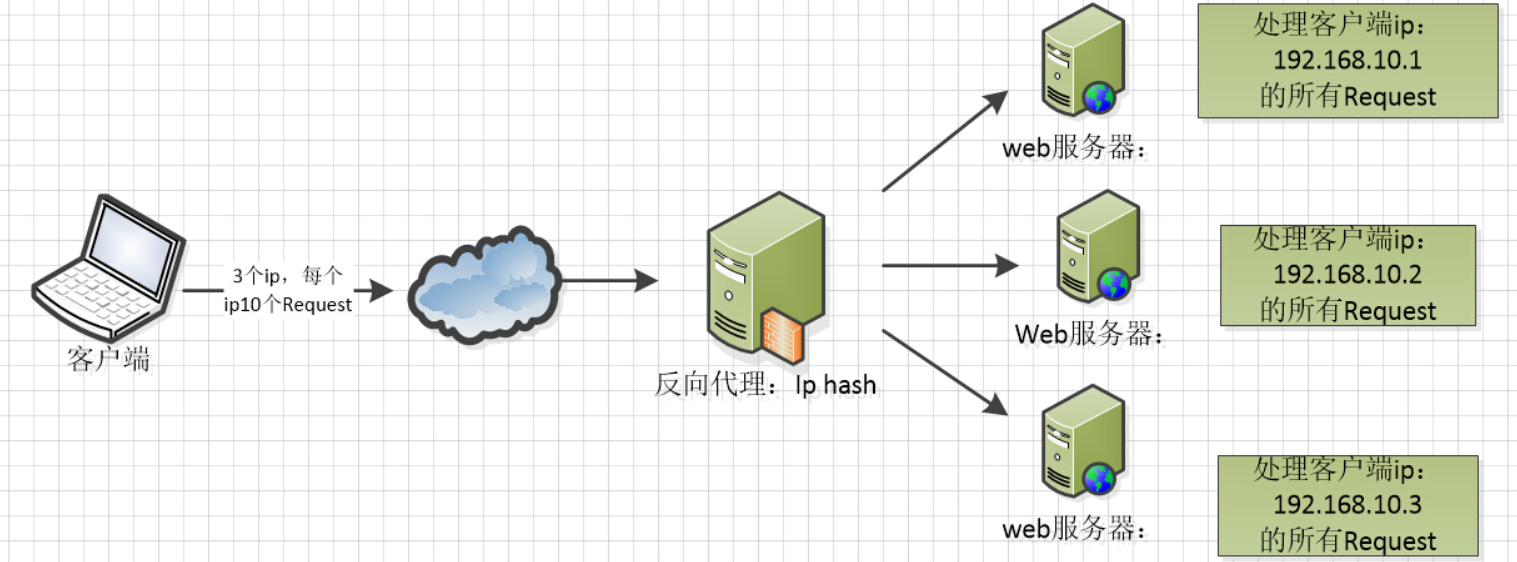 处理客户端ip：
192.168.10.1
的所有Request
web服务器：
3个ip，每个
ip10个Request
客户端
反向代理：Ip hash
处理客户端ip：
192.168.10.2
的所有Request
Web服务器：
处理客户端ip：
192.168.10.3
的所有Request
web服务器：